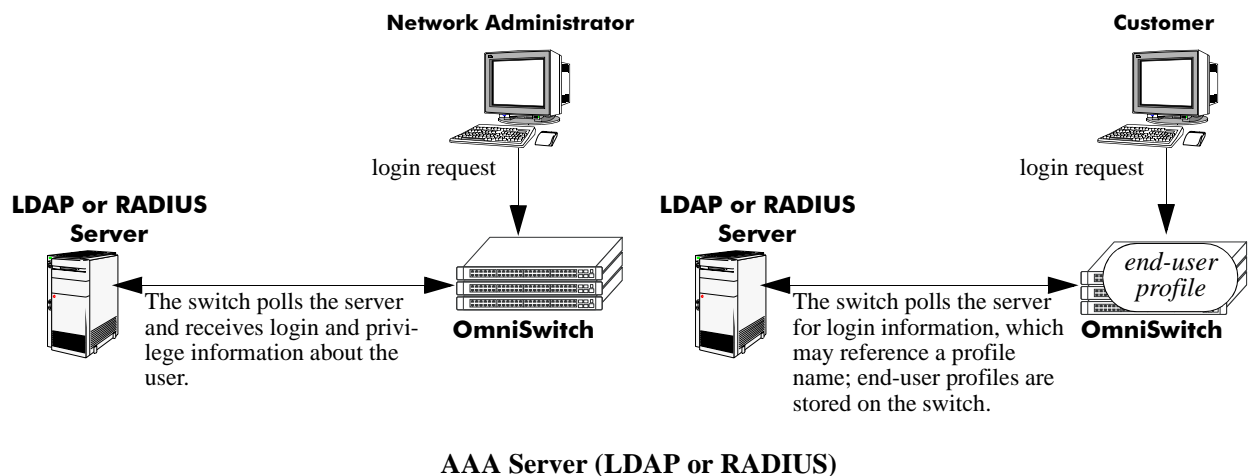 Network Administrator
login request
LDAP or RADIUS
Server
The switch polls the server
and receives login and privi-
lege information about the
user.
OmniSwitch
Customer
login request
LDAP or RADIUS
Server
end-user
profile
The switch polls the server
for login information, which
may reference a profile
name; end-user profiles are
stored on the switch.
OmniSwitch
AAA Server (LDAP or RADIUS)